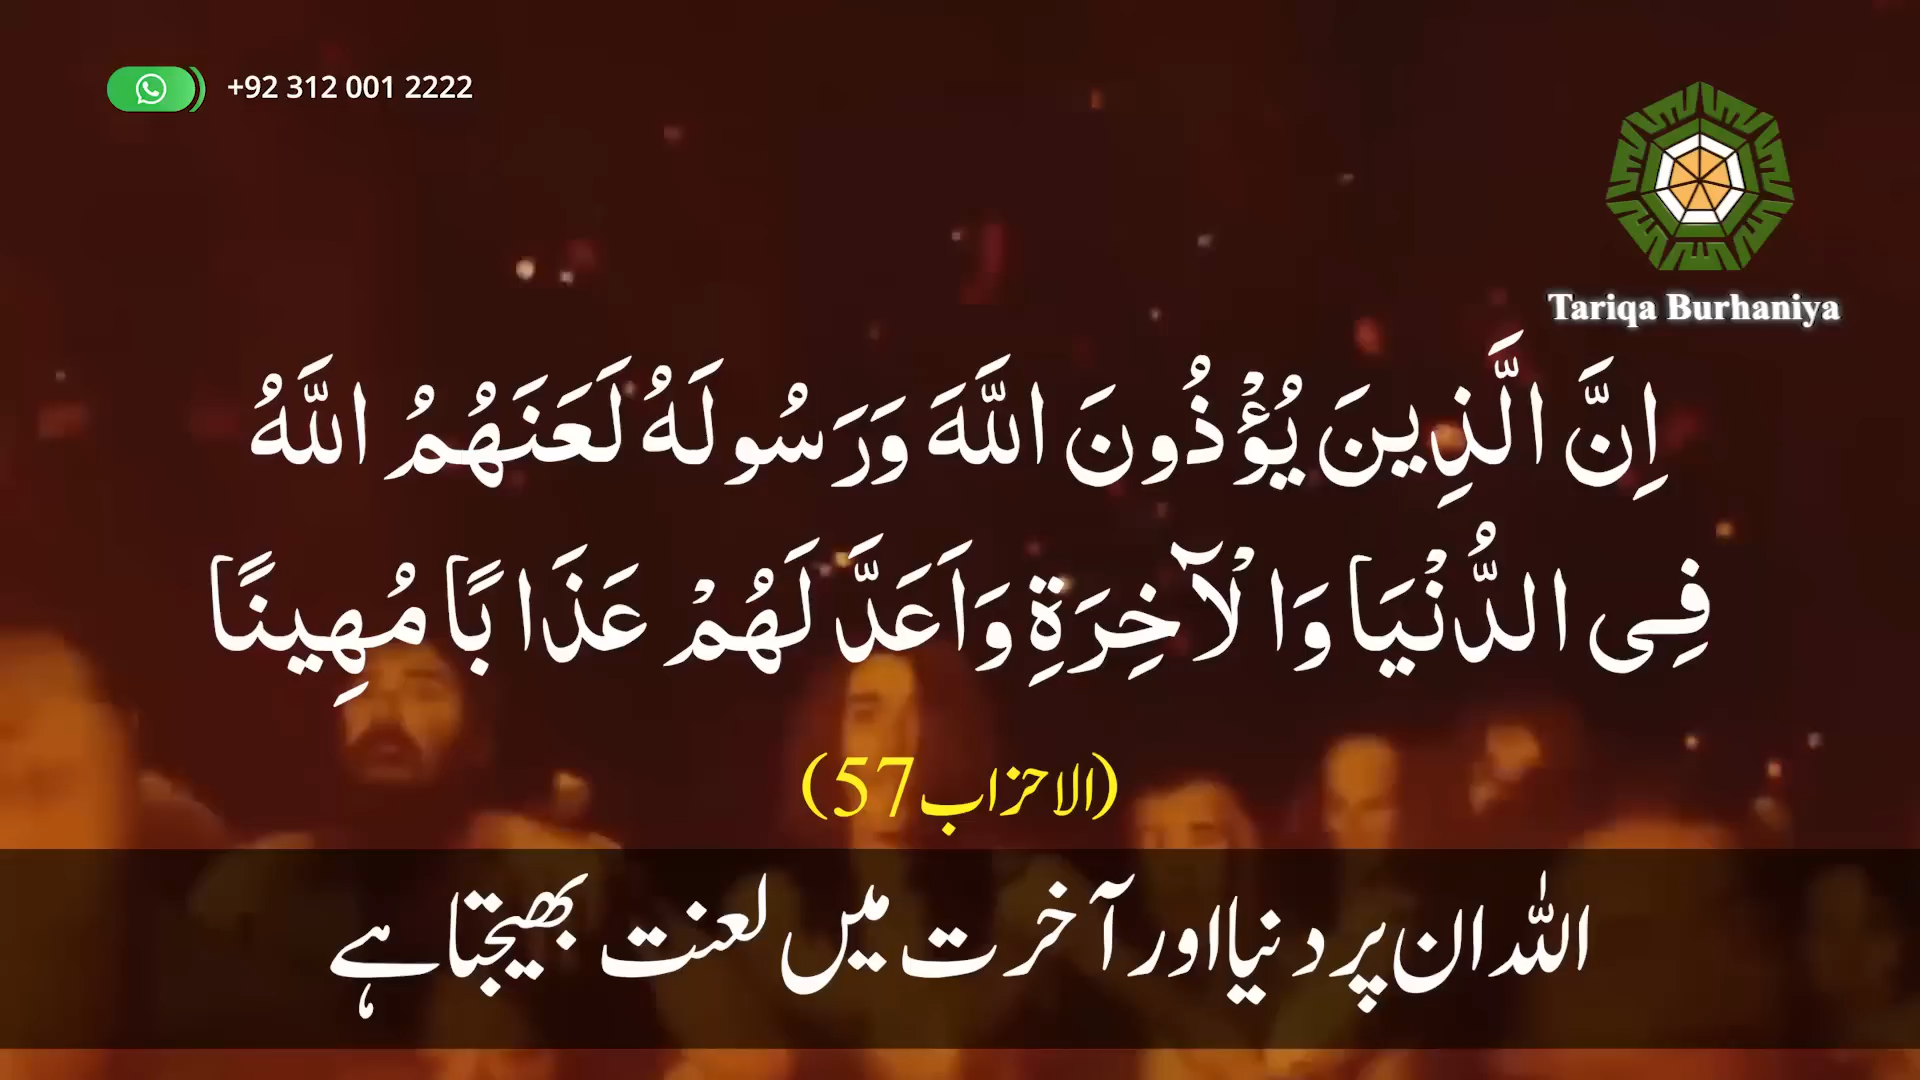 +92 312 001 2222
Tariqa Burhaniya
اِنَّ الَّذِينَ يُؤْذُونَ اللَّهَ وَرَسُولَهُ لَعَنَهُمُ اللَّهُ
فِی الدُّنْيَا وَالْآخِرَةِ وَاَعَدَّ لَهُمْ عَذَابًا مُهِينًا
(الاحزاب 57)
اللہ ان پر دنیا اور آخرت میں لعنت بھیجتا ہے